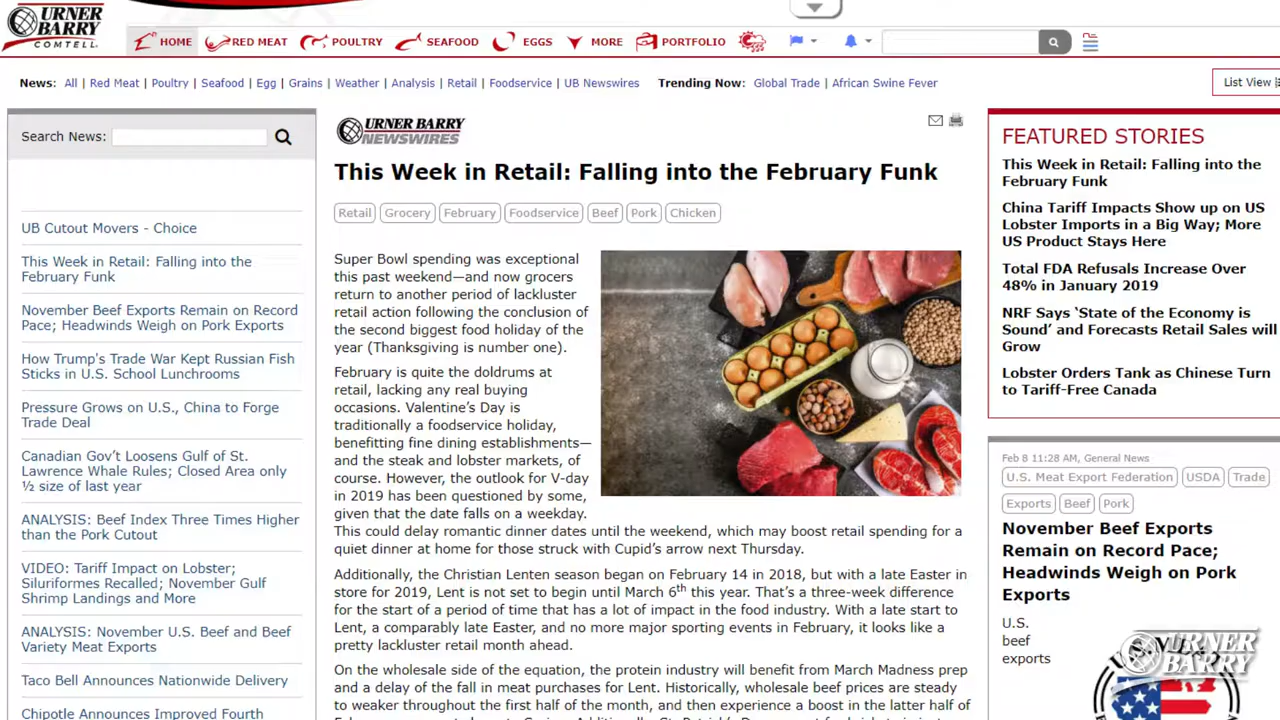 URNER
BARRY
COMTELL
HOME
RED MEAT
POULTRY
SEAFOOD
EGGS
MORE
PORTFOLIO
News: All | Red Meat | Poultry | Seafood | Egg | Grains | Weather | Analysis | Retail | Foodservice | UB Newswires
Trending Now: Global Trade | African Swine Fever
List View
Search News:
UB Cutout Movers - Choice
This Week in Retail: Falling into the
February Funk
November Beef Exports Remain on Record
Pace; Headwinds Weigh on Pork Exports
How Trump's Trade War Kept Russian Fish
Sticks in U.S. School Lunchrooms
Pressure Grows on U.S., China to Forge
Trade Deal
Canadian Gov't Loosens Gulf of St.
Lawrence Whale Rules; Closed Area only
½ size of last year
ANALYSIS: Beef Index Three Times Higher
than the Pork Cutout
VIDEO: Tariff Impact on Lobster;
Siluriformes Recalled; November Gulf
Shrimp Landings and More
ANALYSIS: November U.S. Beef and Beef
Variety Meat Exports
Taco Bell Announces Nationwide Delivery
Chipotle Announces Improved Fourth
URNER BARRY
NEWSWIRES
This Week in Retail: Falling into the February Funk
Retail Grocery February Foodservice Beef Pork Chicken
Super Bowl spending was exceptional
this past weekend—and now grocers
return to another period of lackluster
retail action following the conclusion of
the second biggest food holiday of the
year (Thanksgiving is number one).
February is quite the doldrums at
retail, lacking any real buying
occasions. Valentine's Day is
traditionally a foodservice holiday,
benefitting fine dining establishments—
and the steak and lobster markets, of
course. However, the outlook for V-day
in 2019 has been questioned by some,
given that the date falls on a weekday.
This could delay romantic dinner dates until the weekend, which may boost retail spending for a
quiet dinner at home for those struck with Cupid's arrow next Thursday.
Additionally, the Christian Lenten season began on February 14 in 2018, but with a late Easter in
store for 2019, Lent is not set to begin until March 6th this year. That's a three-week difference
for the start of a period of time that has a lot of impact in the food industry. With a late start to
Lent, a comparably late Easter, and no more major sporting events in February, it looks like a
pretty lackluster retail month ahead.
On the wholesale side of the equation, the protein industry will benefit from March Madness prep
and a delay of the fall in meat purchases for Lent. Historically, wholesale beef prices are steady
to weaker throughout the first half of the month, and then experience a boost in the latter half of
FEATURED STORIES
This Week in Retail: Falling into the
February Funk
China Tariff Impacts Show up on US
Lobster Imports in a Big Way; More
US Product Stays Here
Total FDA Refusals Increase Over
48% in January 2019
NRF Says ‘State of the Economy is
Sound’ and Forecasts Retail Sales will
Grow
Lobster Orders Tank as Chinese Turn
to Tariff-Free Canada
Feb 8 11:28 AM, General News
U.S. Meat Export Federation USDA Trade
Exports Beef Pork
November Beef Exports
Remain on Record Pace;
Headwinds Weigh on Pork
Exports
U.S.
beef
exports
URNER
BARRY